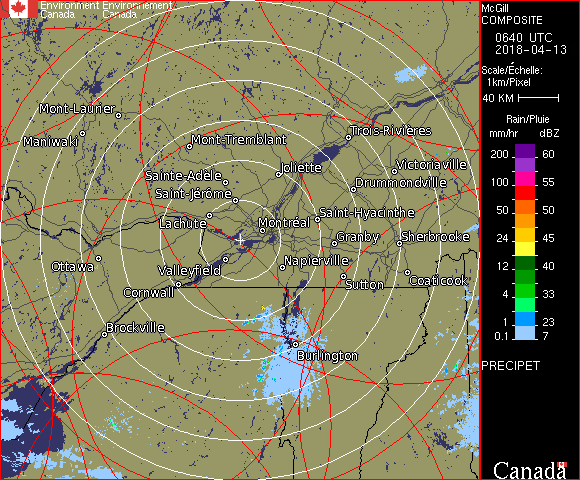 Environment Environnement
Canada Canada
McGill
COMPOSITE
0640 UTC
2018-04-13
Scale/Échelle:
1km/Pixel
40 KM
Rain/Pluie
mm/hr dBZ
200 60
100 55
50 50
24 45
12 40
4 33
1 23
0.1 7
PRECIPET
Canada
Mont-Laurier
Maniwaki
Mont-Tremblant
Trois-Rivières
Sainte-Adèle
Joliette
Victoriaville
Saint-Jérôme
Drummondville
Lachute
Montréal
Saint-Hyacinthe
Granby
Sherbrooke
Ottawa
Valleyfield
Napierville
Cornwall
Sutton
Coaticook
Brockville
Burlington